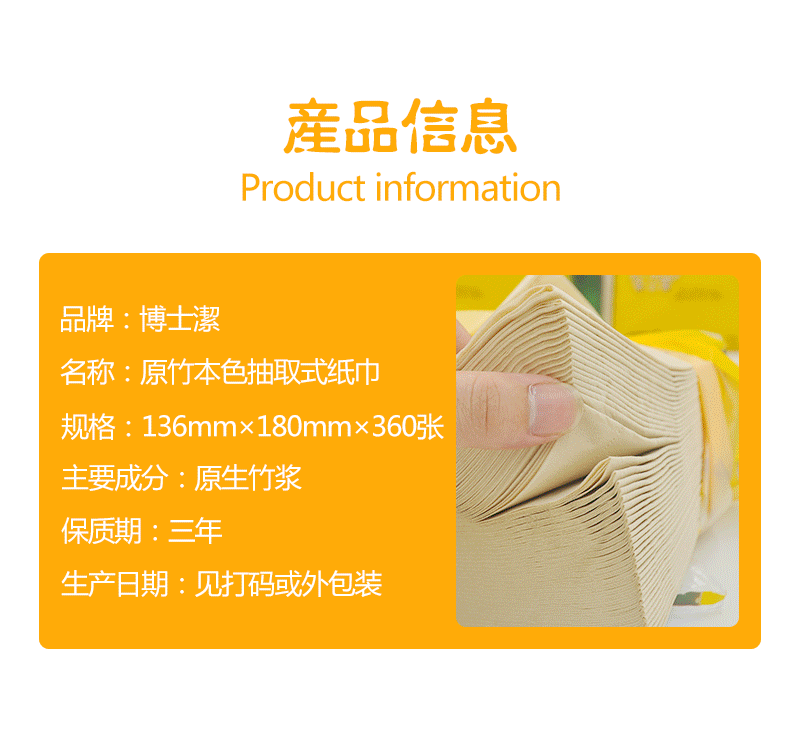 産品信息
Product information
品牌：博士潔
名称：原竹本色抽取式纸巾
规格：136mm×180mm×360张
主要成分：原生竹浆
保质期：三年
生产日期：见打码或外包装